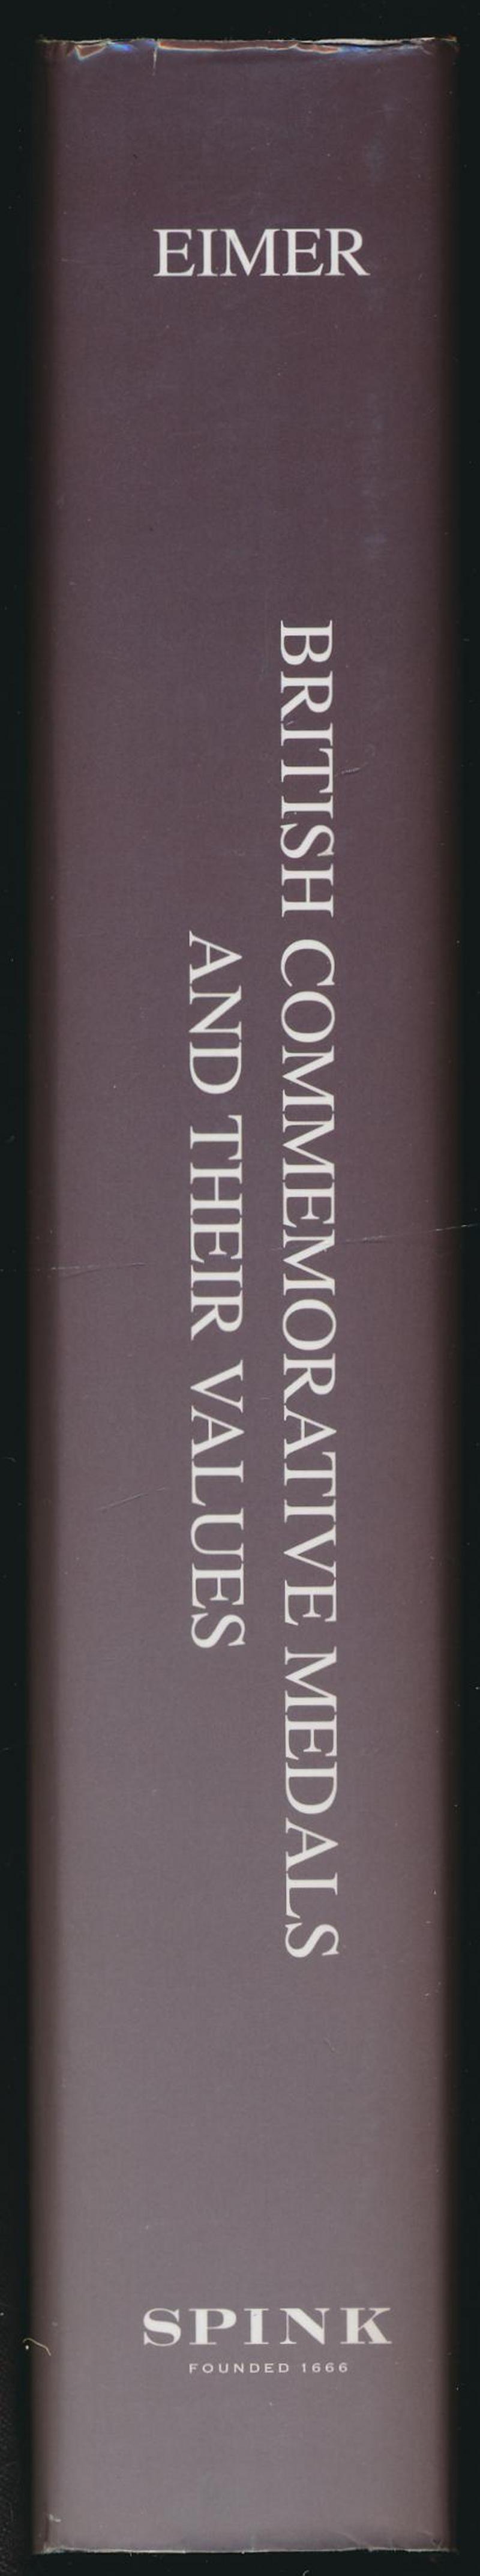 EIMER
BRITISH COMMEMORATIVE MEDALS
AND THEIR VALUES
SPINK
FOUNDED 1666